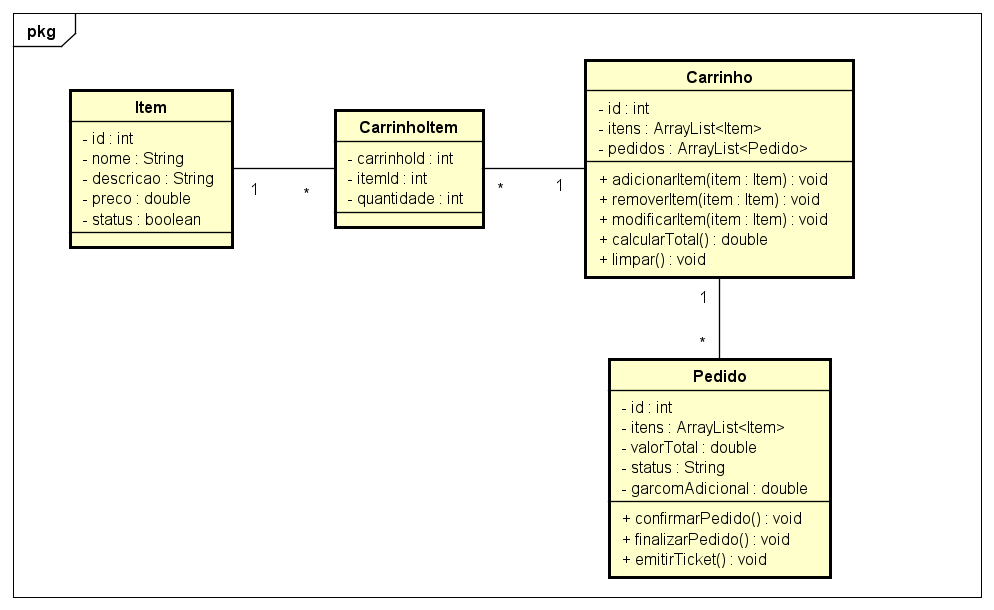 pkg
Item
- id : int
- nome : String
- descricao : String
- preco : double
- status : boolean
1
*
CarrinhoItem
- carrinhoId : int
- itemId : int
- quantidade : int
*
1
Carrinho
- id : int
- itens : ArrayList<Item>
- pedidos : ArrayList<Pedido>
+ adicionarItem(item : Item) : void
+ removerItem(item : Item) : void
+ modificarItem(item : Item) : void
+ calcularTotal() : double
+ limpar() : void
1
*
Pedido
- id : int
- itens : ArrayList<Item>
- valorTotal : double
- status : String
- garcomAdicional : double
+ confirmarPedido() : void
+ finalizarPedido() : void
+ emitirTicket() : void